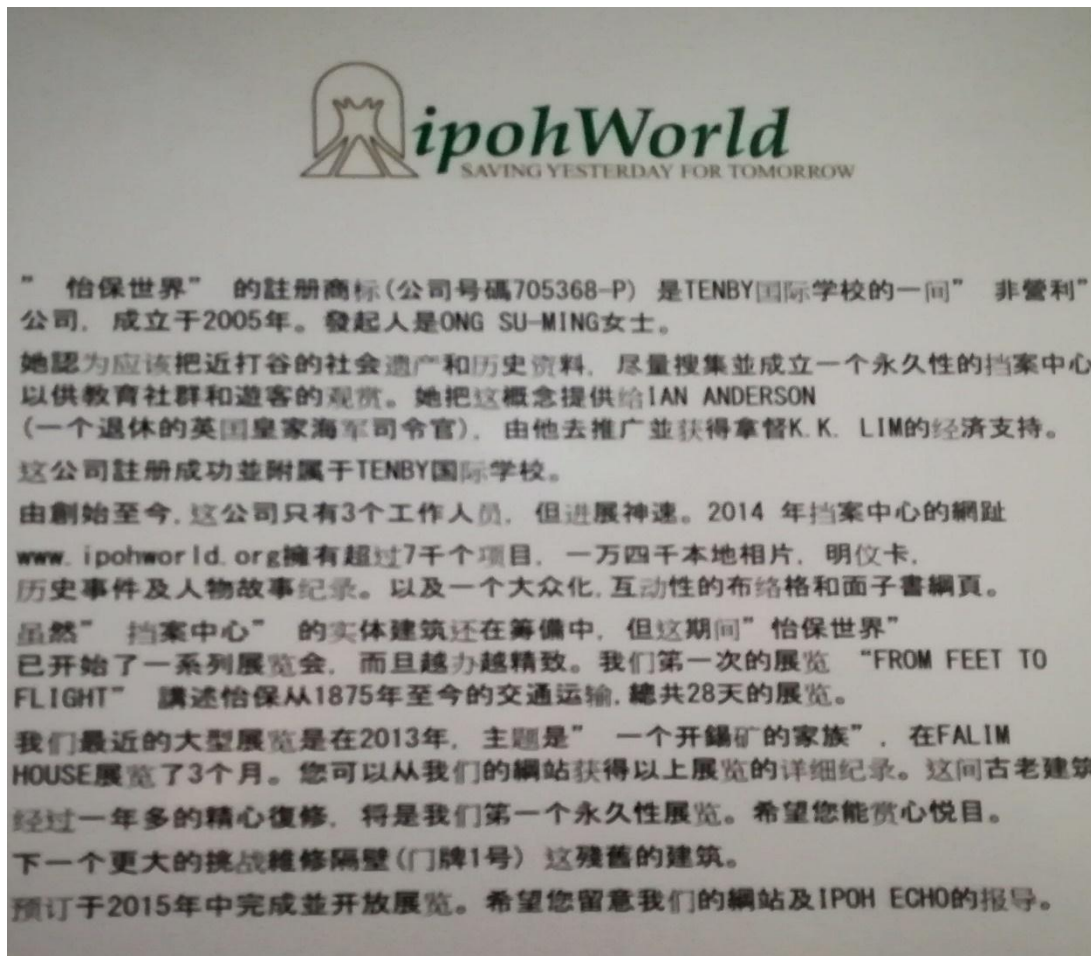 ipohWorld
SAVING YESTERDAY FOR TOMORROW
” 怡保世界” 的註册商标(公司号碼705368-P) 是TENBY国际学校的一间” 非營利”
公司, 成立于2005年。發起人是ONG SU-MING女士。
她認为应该把近打谷的社会遗产和历史资料, 尽量搜集並成立一个永久性的挡案中心
以供教育社群和遊客的观赏。她把这概念提供给IAN ANDERSON
(一个退休的英国皇家海军司令官), 由他去推广並获得拿督K.K. LIM的经済支持。
这公司註册成功並附属于TENBY国际学校。
由創始至今,这公司只有3个工作人员, 但进展神速。2014 年挡案中心的網趾
www.ipohworld.org擁有超过7千个项目, 一万四千本地相片, 明仪卡,
历史事件及人物故事纪录。以及一个大众化,互动性的布络格和面子書網頁。
虽然” 挡案中心” 的实体建筑还在籌備中, 但这期间”怡保世界”
已开始了一系列展览会, 而且越办越精致。我们第一次的展览 “FROM FEET TO
FLIGHT” 講述怡保从1875年至今的交通运输,總共28天的展览。
我们最近的大型展览是在2013年, 主题是” 一个开錫矿的家族”, 在FALIM
HOUSE展览了3个月。您可以从我们的網站获得以上展览的详细纪录。这间古老建筑
经过一年多的精心復修, 将是我们第一个永久性展览。希望您能赏心悦目。
下一个更大的挑战維修隔壁(门牌1号) 这殘舊的建筑。
预订于2015年中完成並开放展览。希望您留意我们的網站及IPOH ECHO的报导。